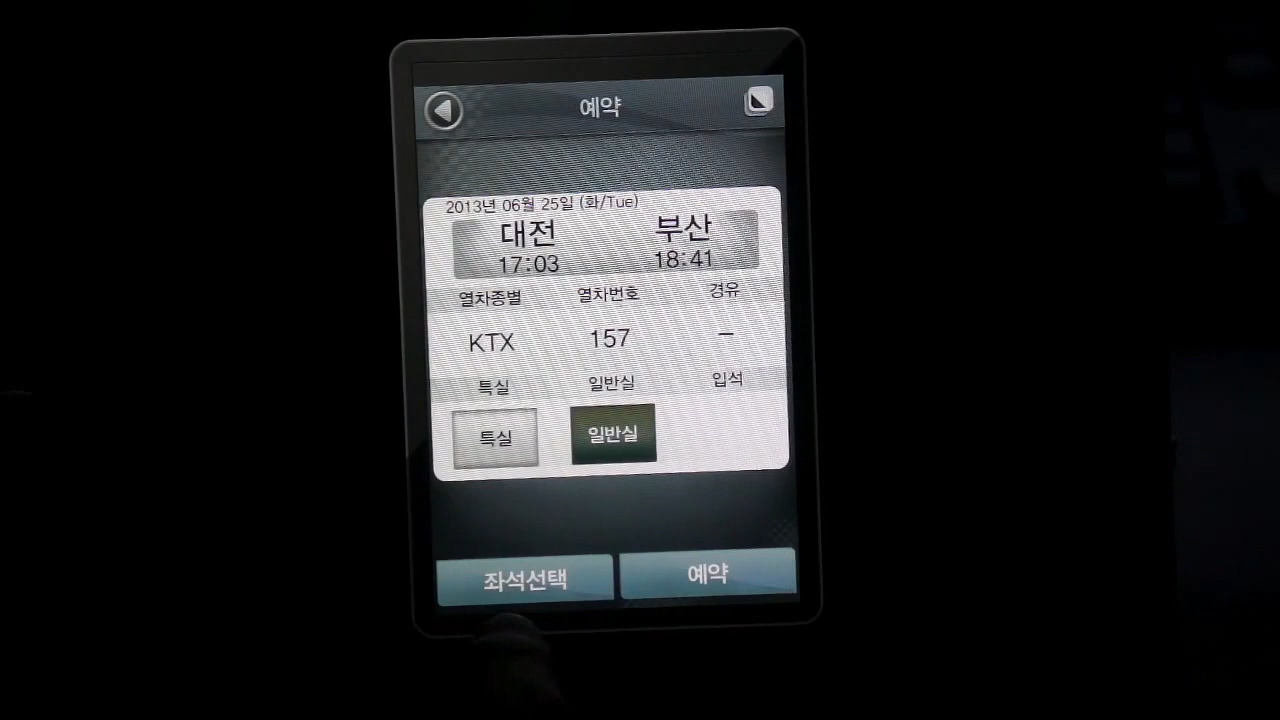 예약
2013년 06월 25일 (화/Tue)
대전 부산
17:03 18:41
열차종별 열차번호 경유
KTX 157 –
특실 일반실 입석
특실 일반실
좌석선택 예약